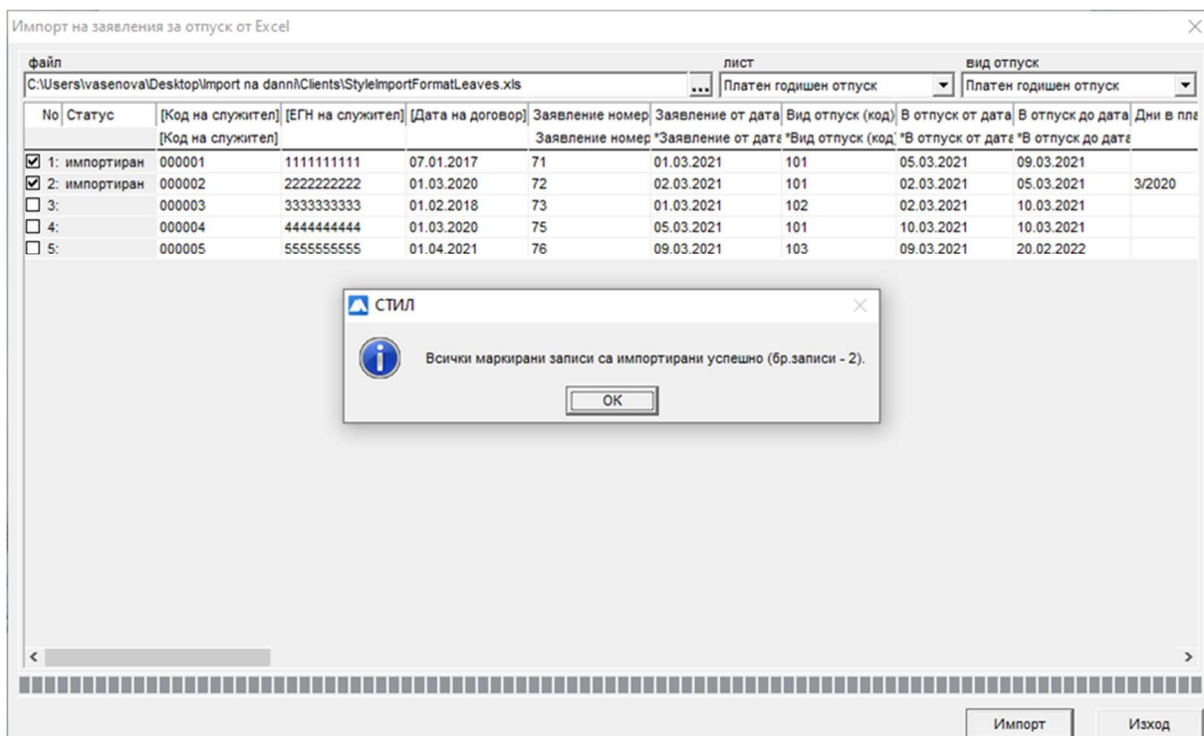 Импорт на заявления за отпуск от Excel
файл лист вид отпуск
C:\Users\vasenova\Desktop\Import na danni\Clients\StyleImportFormatLeaves.xls ... Платен годишен отпуск Платен годишен отпуск
No Статус [Код на служител] [ЕГН на служител] [Дата на договор] Заявление номер Заявление от дата Вид отпуск (код) В отпуск от дата В отпуск до дата Дни в пла
[Код на служител] Заявление номер *Заявление от дата *Вид отпуск (код) *В отпуск от дата *В отпуск до дата
1: импортиран 000001 1111111111 07.01.2017 71 01.03.2021 101 05.03.2021 09.03.2021
2: импортиран 000002 2222222222 01.03.2020 72 02.03.2021 101 02.03.2021 05.03.2021 3/2020
3: 000003 3333333333 01.02.2018 73 01.03.2021 102 02.03.2021 10.03.2021
4: 000004 4444444444 01.03.2020 75 05.03.2021 101 10.03.2021 10.03.2021
5: 000005 5555555555 01.04.2021 76 09.03.2021 103 09.03.2021 20.02.2022
СТИЛ
Всички маркирани записи са импортирани успешно (бр.записи - 2).
OK
Импорт Изход